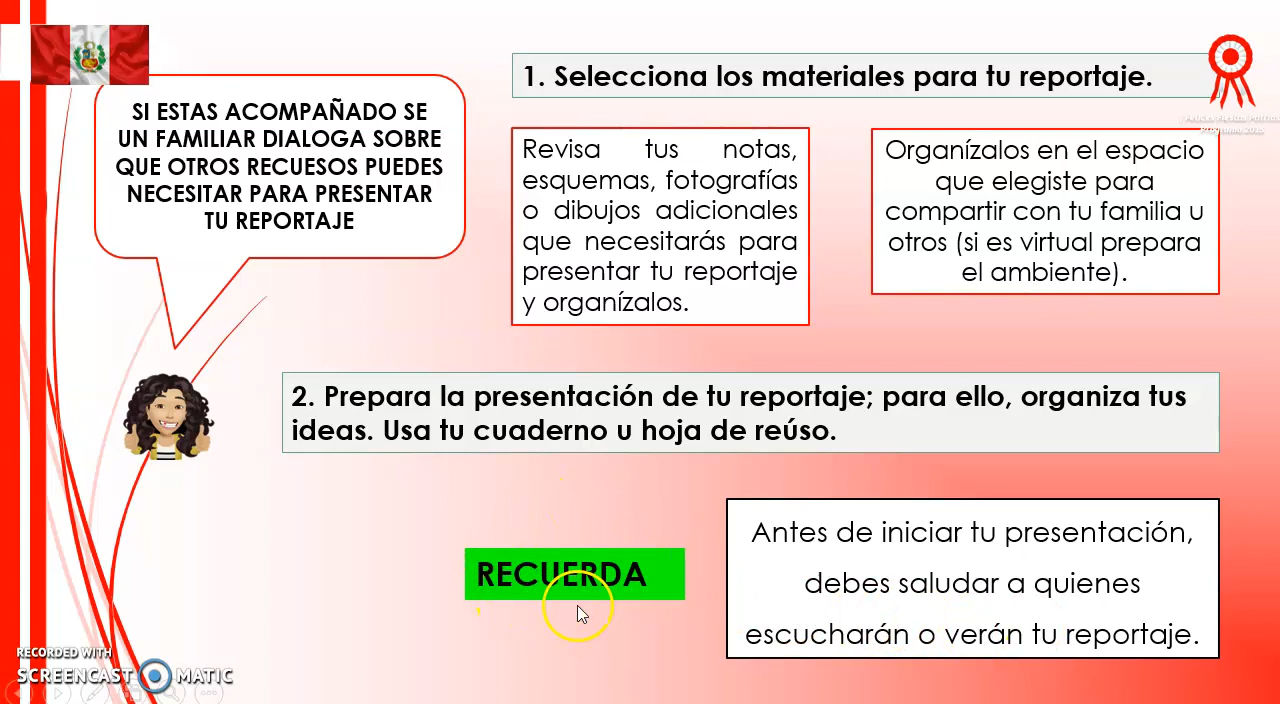 SI ESTAS ACOMPAÑADO SE
UN FAMILIAR DIALOGA SOBRE
QUE OTROS RECUESOS PUEDES
NECESITAR PARA PRESENTAR
TU REPORTAJE
1. Selecciona los materiales para tu reportaje.
Revisa tus notas,
esquemas, fotografías
o dibujos adicionales
que necesitarás para
presentar tu reportaje
y organízalos.
Organízalos en el espacio
que elegiste para
compartir con tu familia u
otros (si es virtual prepara
el ambiente).
2. Prepara la presentación de tu reportaje; para ello, organiza tus
ideas. Usa tu cuaderno u hoja de reúso.
RECUERDA
Antes de iniciar tu presentación,
debes saludar a quienes
escucharán o verán tu reportaje.
RECORDED WITH
SCREENCAST MATIC